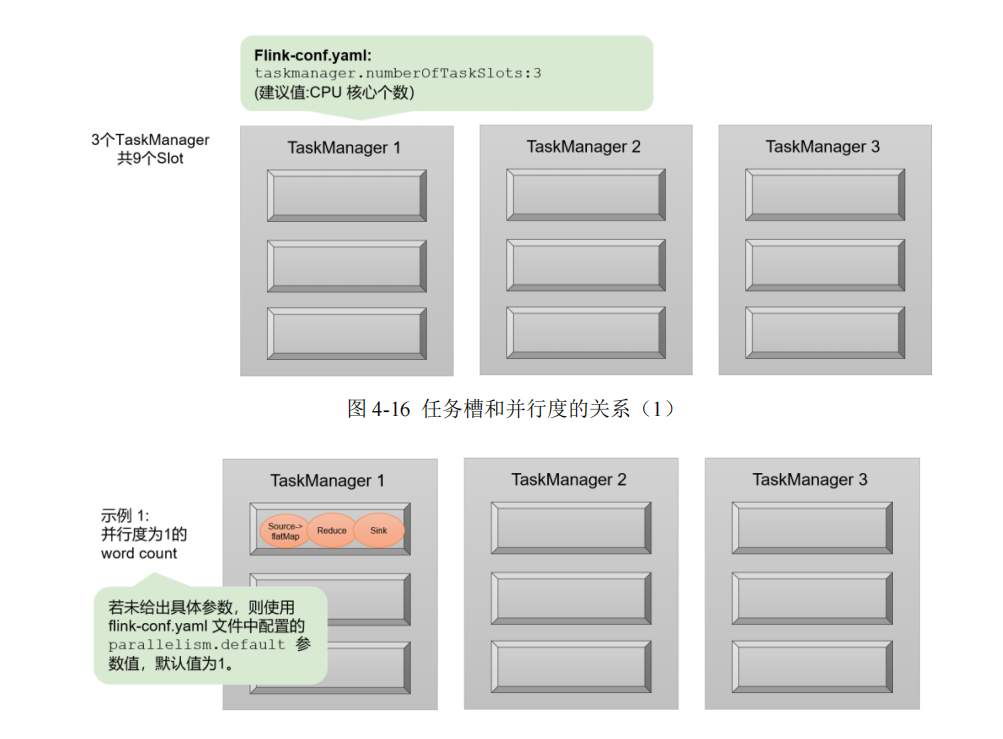 Flink-conf.yaml:
taskmanager.numberOfTaskSlots:3
(建议值:CPU 核心个数)
3个TaskManager
共9个Slot
TaskManager 1
TaskManager 2
TaskManager 3
图 4-16 任务槽和并行度的关系（1）
示例 1:
并行度为1的
word count
TaskManager 1
TaskManager 2
TaskManager 3
Source->
flatMap
Reduce
Sink
若未给出具体参数，则使用
flink-conf.yaml 文件中配置的
parallelism.default 参
数值，默认值为1。